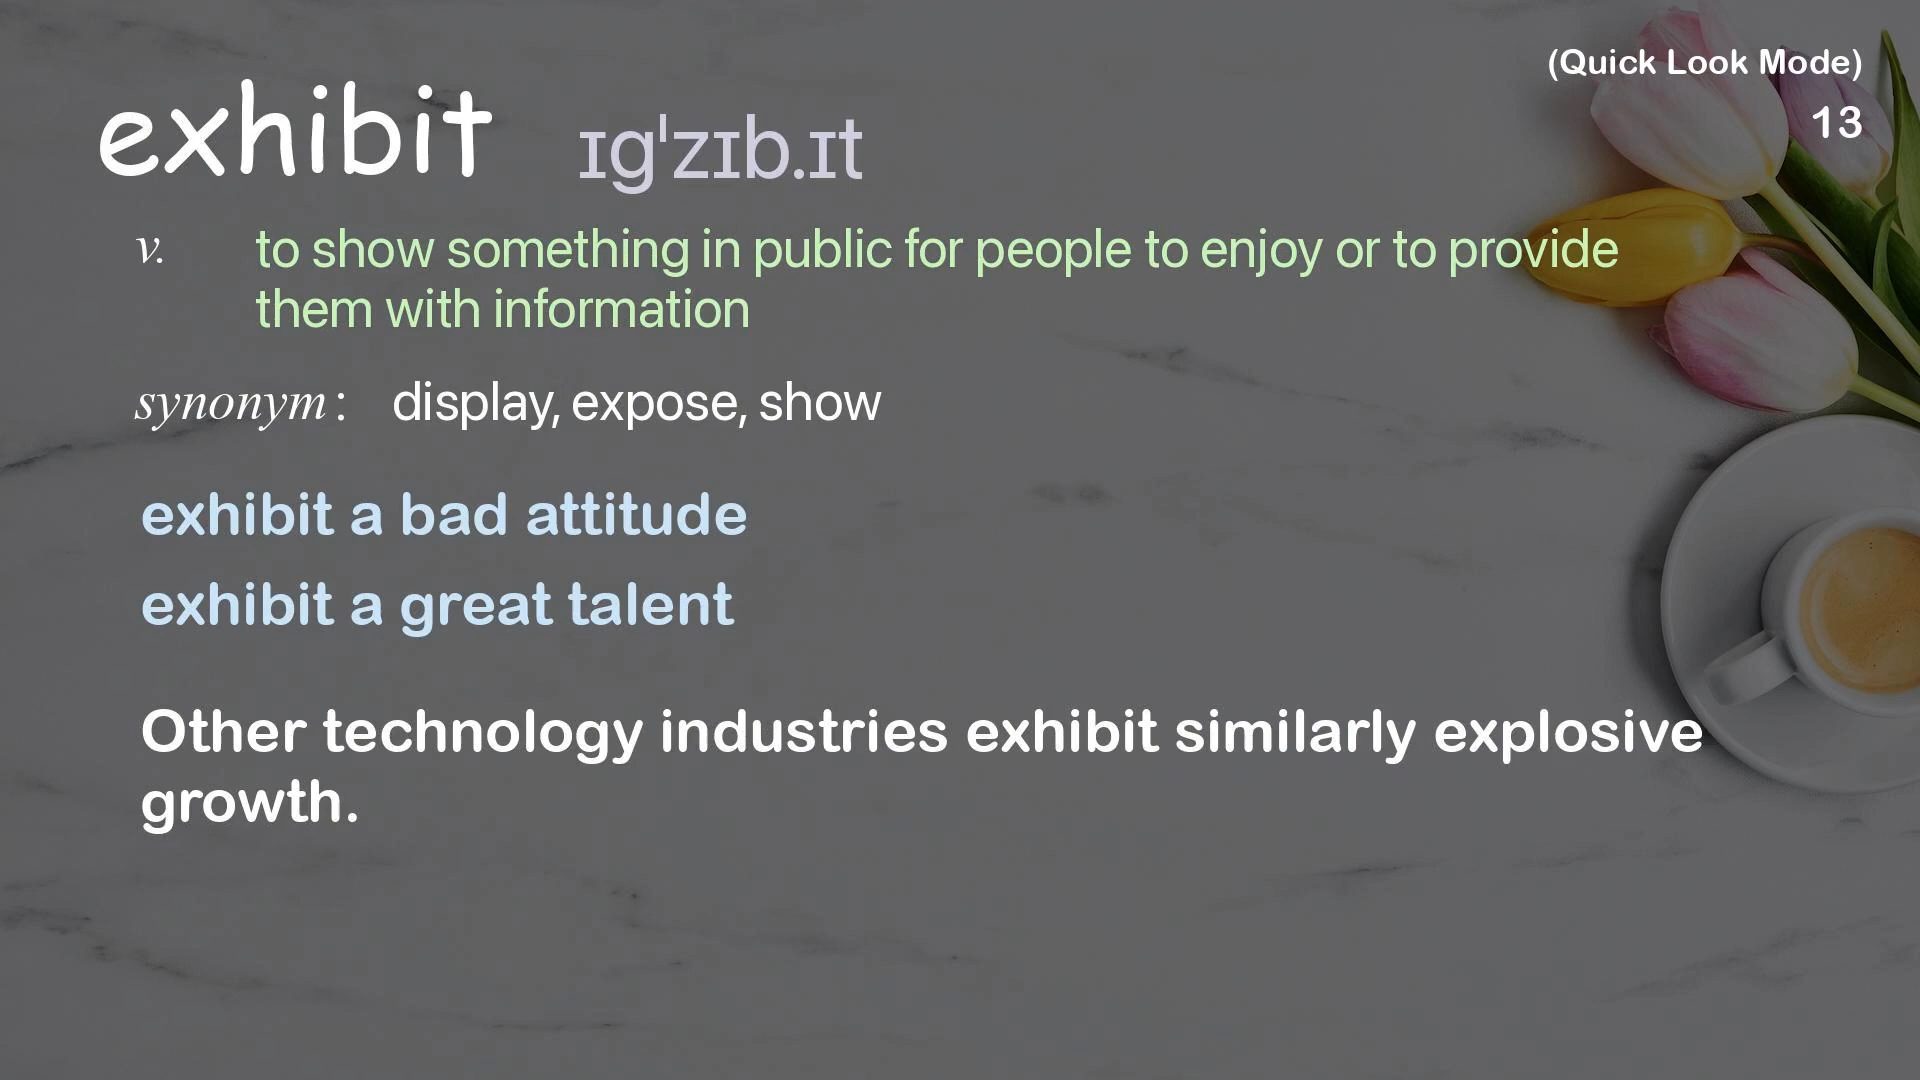 (Quick Look Mode)
13
exhibit ɪgˈzɪb.ɪt
v. to show something in public for people to enjoy or to provide
them with information
synonym: display, expose, show
exhibit a bad attitude
exhibit a great talent
Other technology industries exhibit similarly explosive
growth.